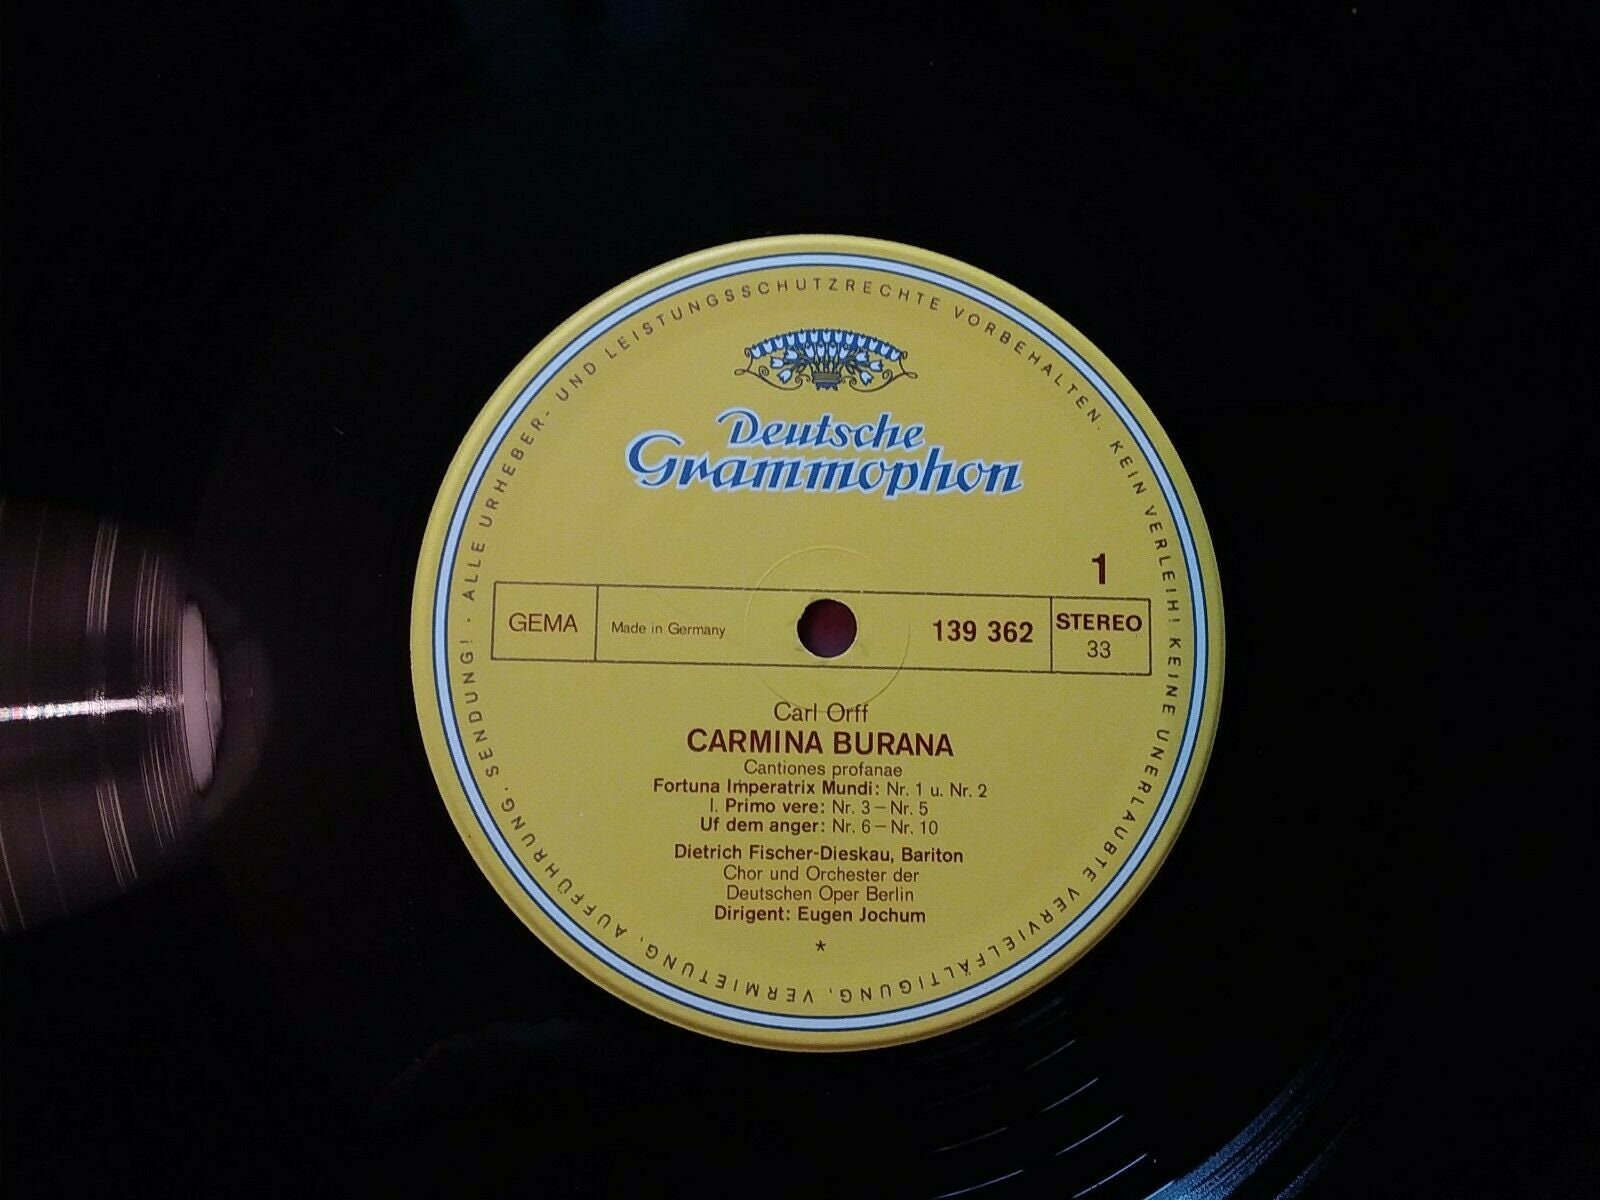 ALLE URHEBER- UND LEISTUNGSSCHUTZRECHTE VORBEHALTEN. KEIN VERLEIH! KEINE UNERLAUBTE VERVIELFÄLTIGUNG, VERMIETUNG, AUFFÜHRUNG, SENDUNG! ·
Deutsche
Grammophon
1
GEMA
Made in Germany
139 362
STEREO
33
Carl Orff
CARMINA BURANA
Cantiones profanae
Fortuna Imperatrix Mundi: Nr. 1 u. Nr. 2
I. Primo vere: Nr. 3 – Nr. 5
Uf dem anger: Nr. 6 – Nr. 10
Dietrich Fischer-Dieskau, Bariton
Chor und Orchester der
Deutschen Oper Berlin
Dirigent: Eugen Jochum
*